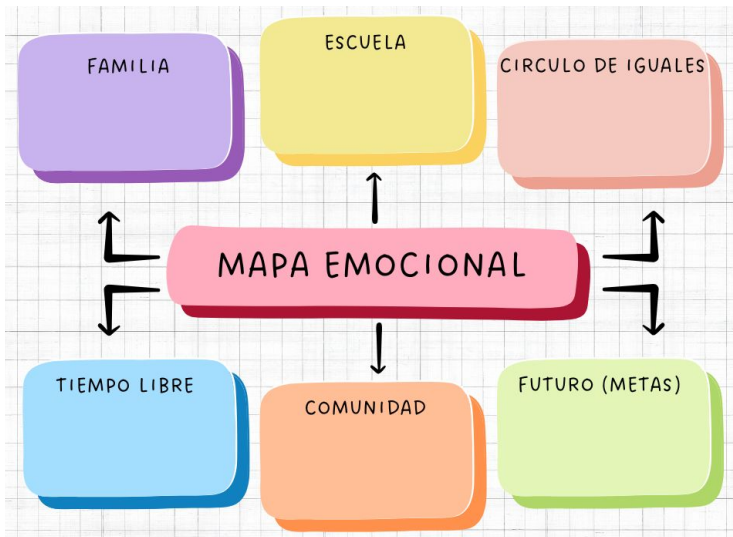 FAMILIA
ESCUELA
CIRCULO DE IGUALES
MAPA EMOCIONAL
TIEMPO LIBRE
COMUNIDAD
FUTURO (METAS)